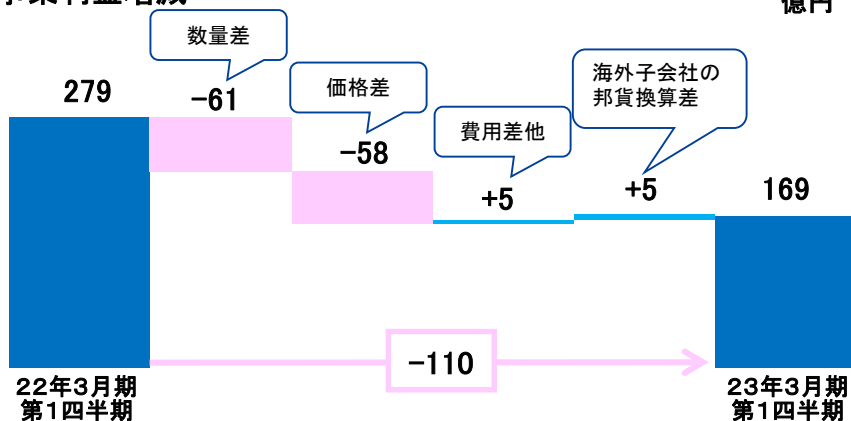 億円
数量差
価格差
費用差他
海外子会社の
邦貨換算差
279
−61
−58
+5
+5
169
−110
22年3月期
第1四半期
23年3月期
第1四半期